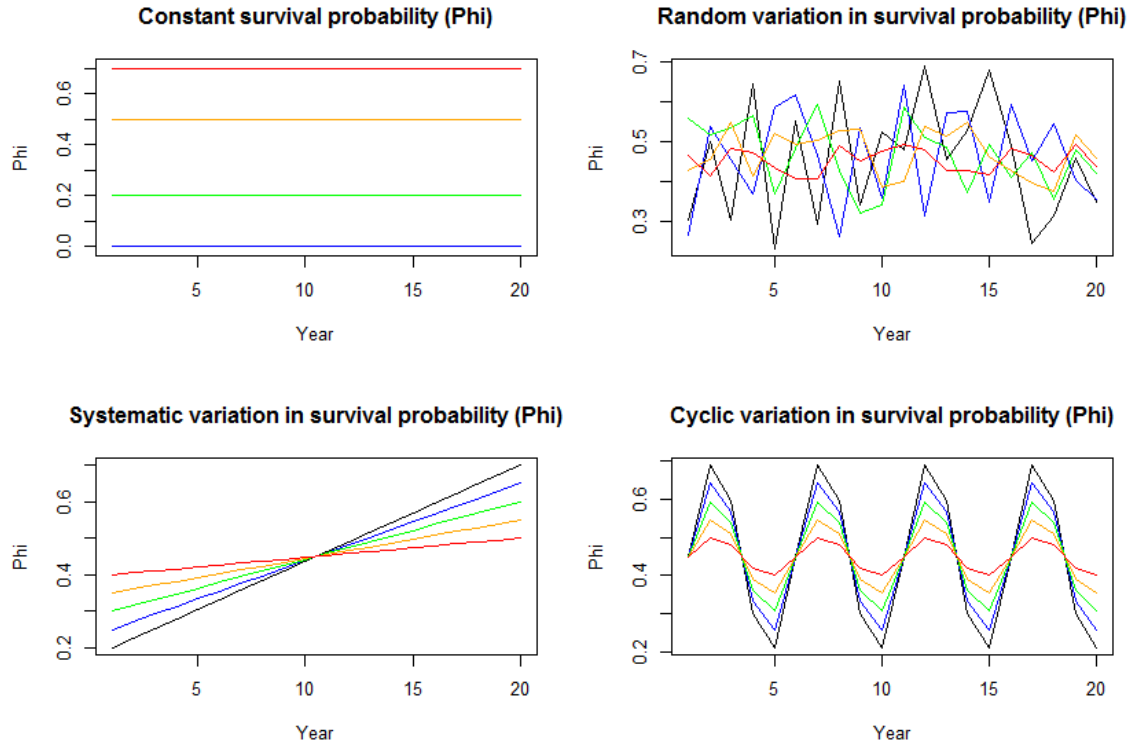 Constant survival probability (Phi)
Phi
0.0 0.2 0.4 0.6
5 10 15 20
Year
Random variation in survival probability (Phi)
Phi
0.3 0.5 0.7
5 10 15 20
Year
Systematic variation in survival probability (Phi)
Phi
0.2 0.4 0.6
5 10 15 20
Year
Cyclic variation in survival probability (Phi)
Phi
0.2 0.4 0.6
5 10 15 20
Year